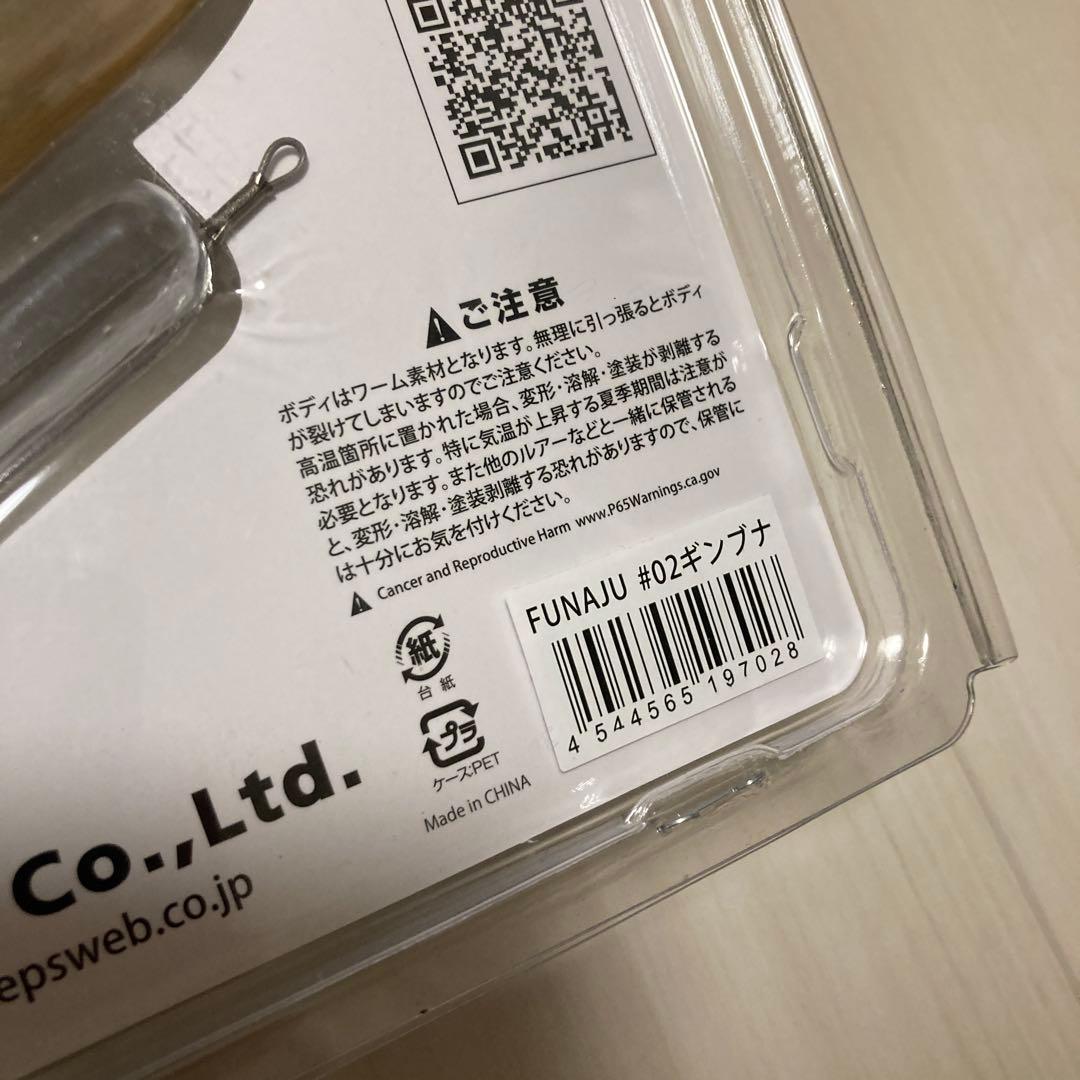 ご注意
ボディはワーム素材となります。無理に引っ張るとボディ
が裂けてしまいますのでご注意ください。
高温箇所に置かれた場合、変形・溶解・塗装が剥離する
恐れがあります。特に気温が上昇する夏季期間は注意が
必要となります。また他のルアーなどと一緒に保管される
と、変形・溶解・塗装剥離する恐れがありますので、保管に
は十分にお気を付けください。
Cancer and Reproductive Harm www.P65Warnings.ca.gov
FUNAJU #02ギンブナ
4 544565 197028
紙
台紙
プラ
ケース:PET
Made in CHINA
Co.,Ltd.
epsweb.co.jp